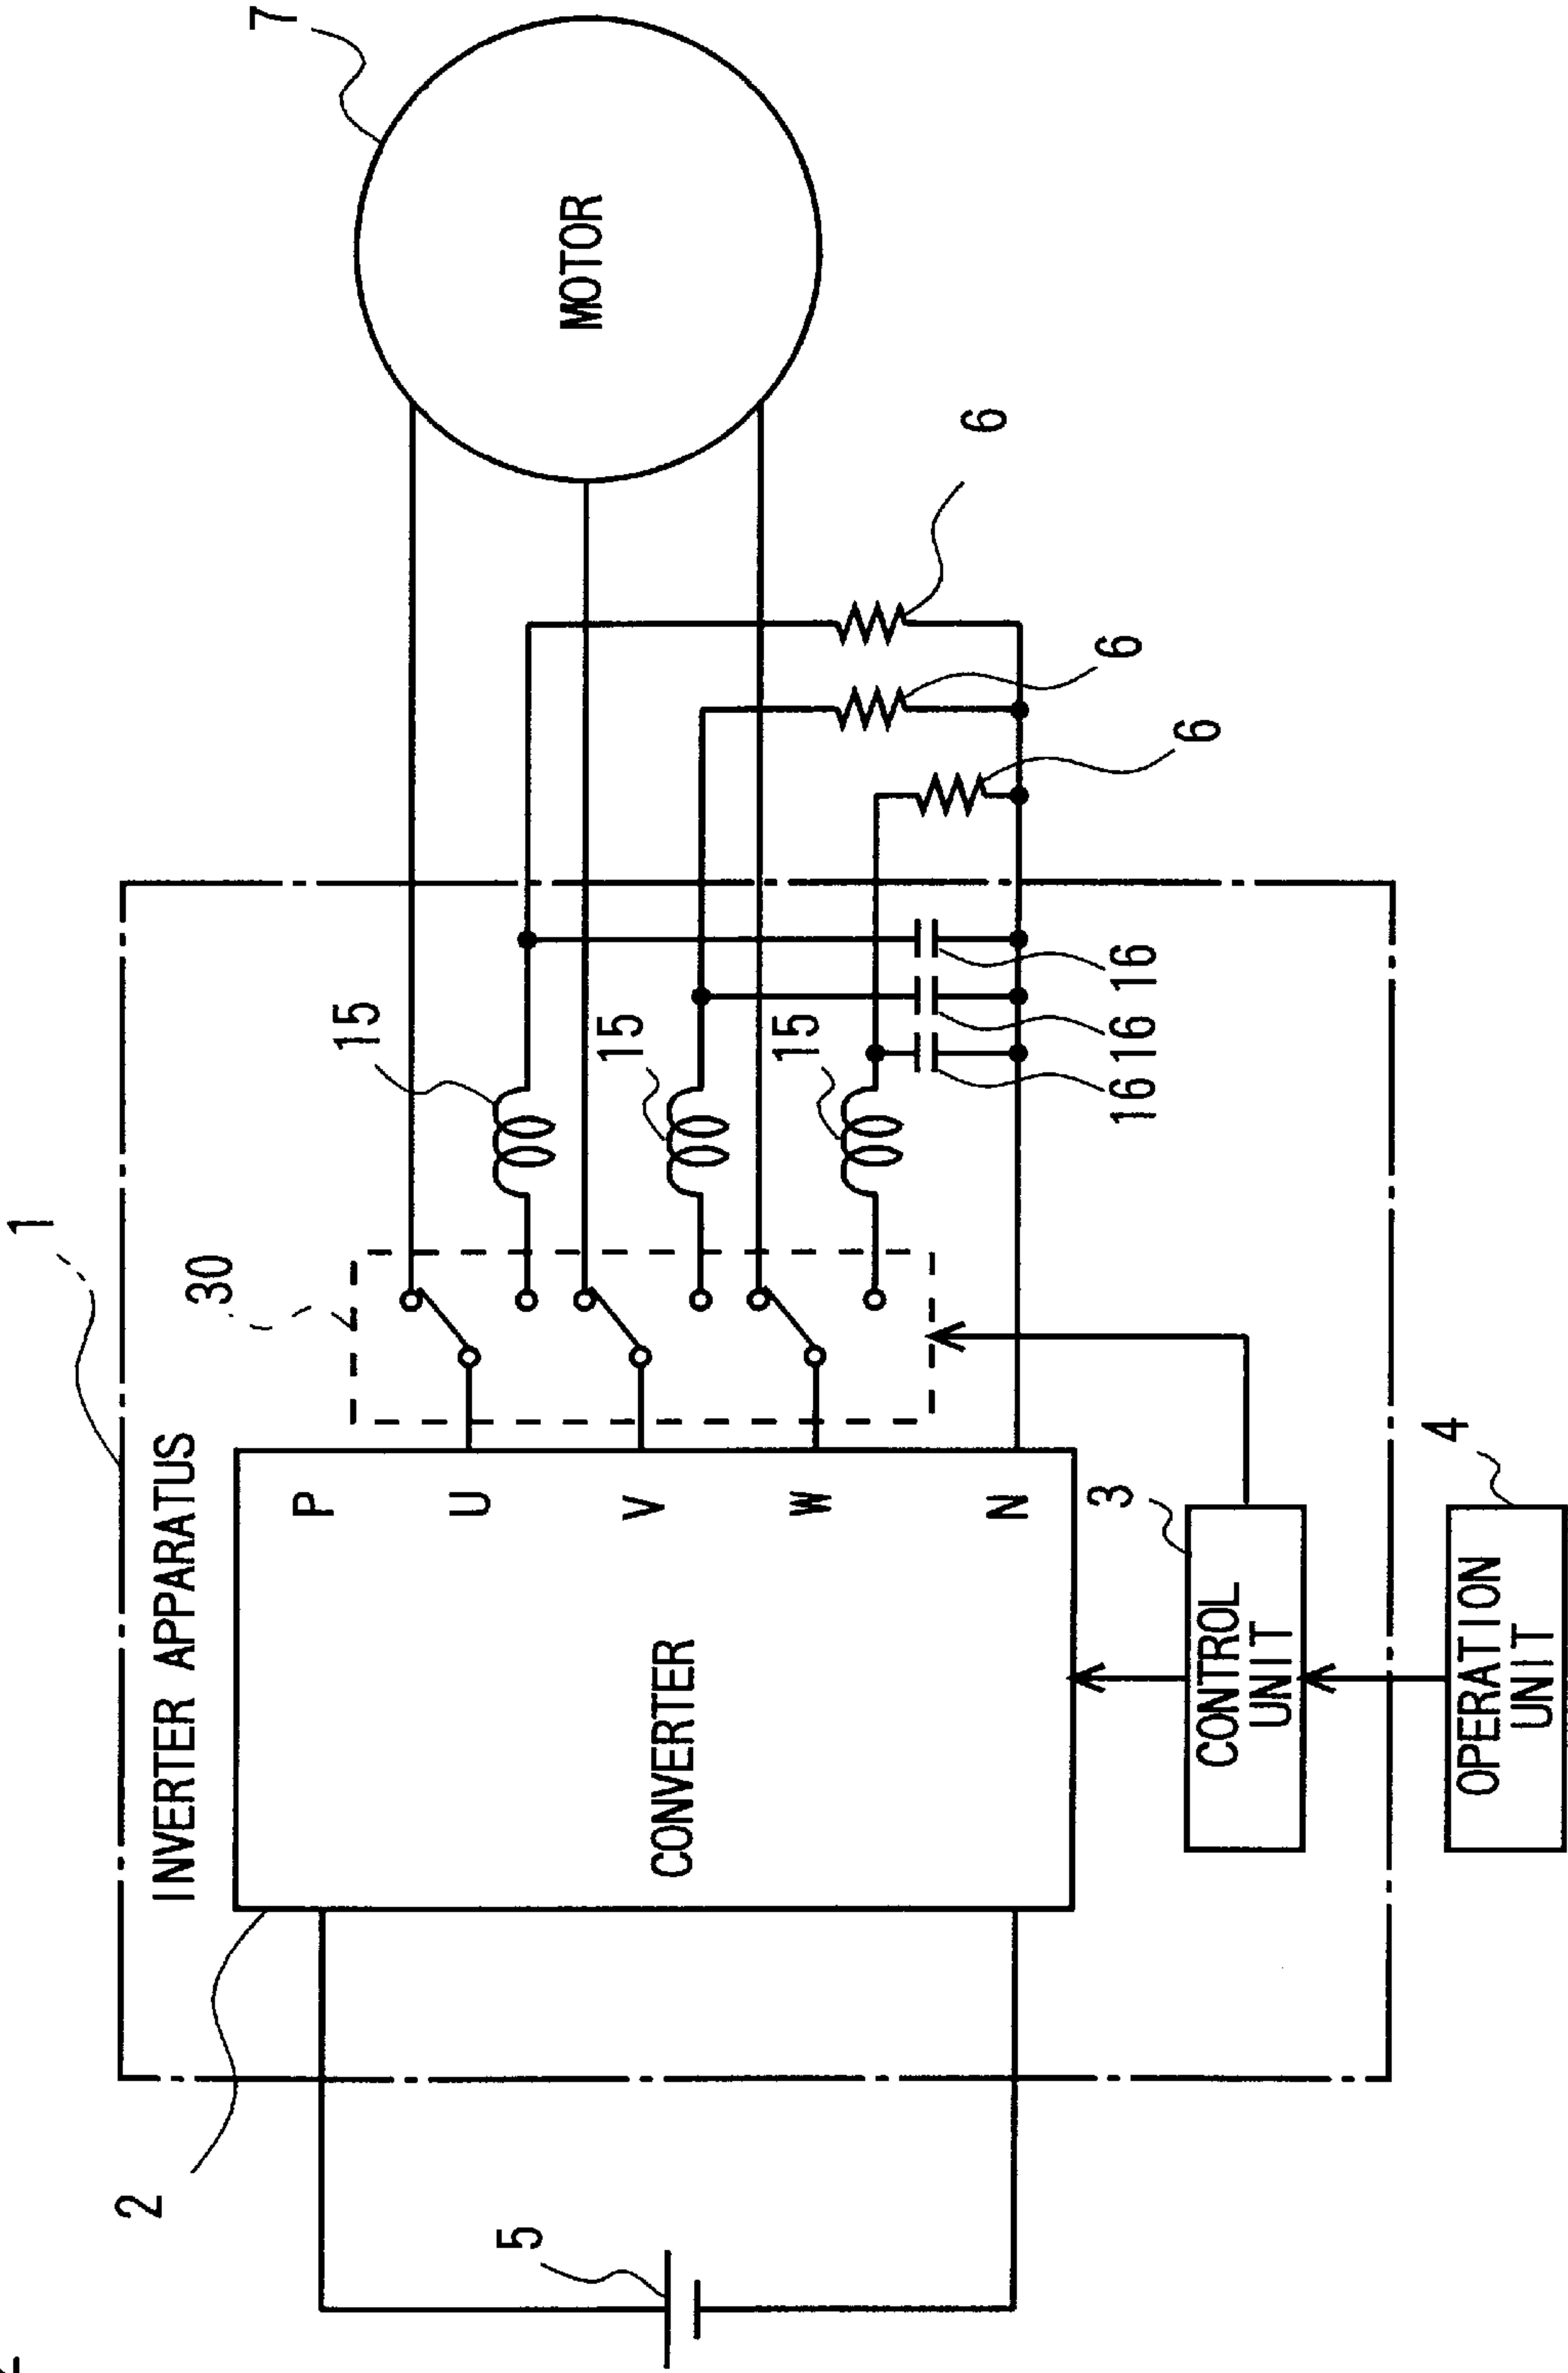 1
INVERTER APPARATUS
2
30
15
7
P
U
V
W
N
CONVERTER
MOTOR
5
15
15
6
6
6
16
16
16
3
CONTROL
UNIT
4
OPERATION
UNIT